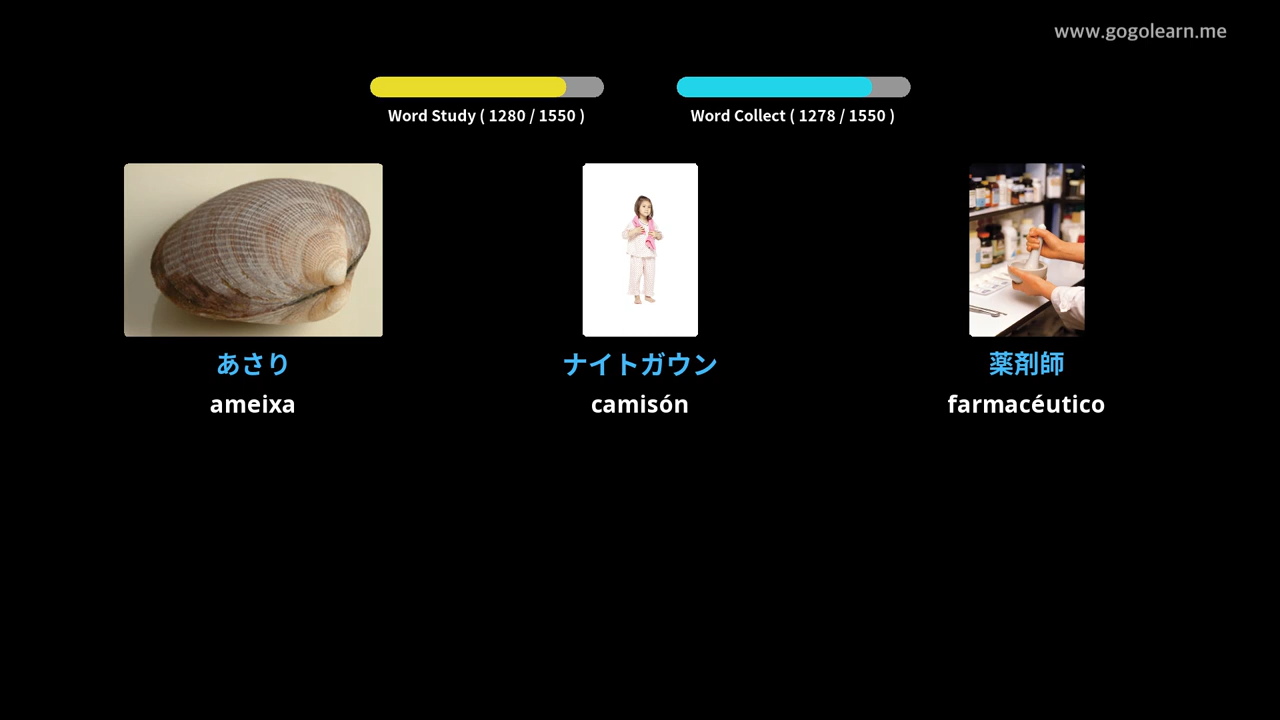 www.gogolearn.me
Word Study ( 1280 / 1550 )
Word Collect ( 1278 / 1550 )
あさり
ナイトガウン
薬剤師
ameixa
camisón
farmacéutico